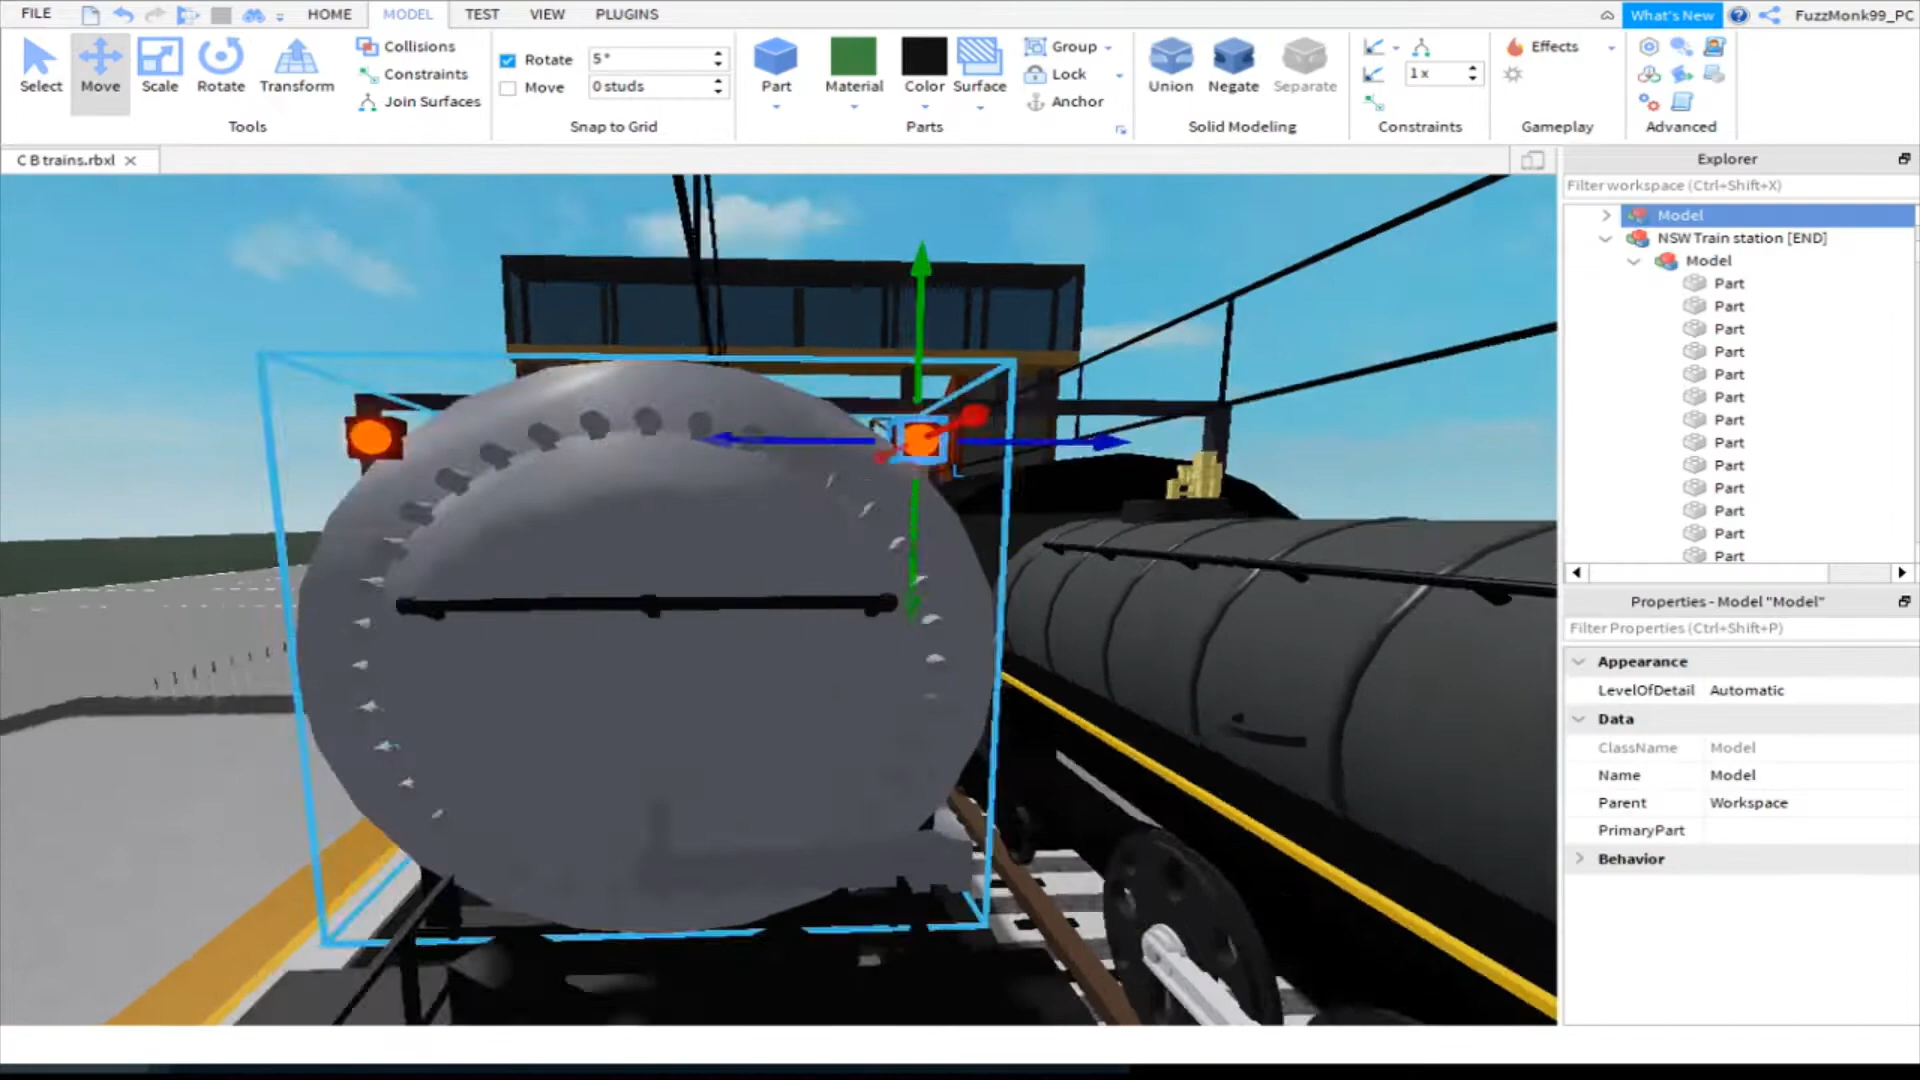 FILE HOME MODEL TEST VIEW PLUGINS What's New FuzzMonk99_PC
Select Move Scale Rotate Transform
Collisions
Constraints
Join Surfaces
Tools
Rotate 5°
Move 0 studs
Snap to Grid
Part Material Color Surface
Group
Lock
Anchor
Parts
Union Negate Separate
Solid Modeling
1 x
Constraints
Effects
Gameplay
Advanced
C B trains.rbxl
Explorer
Filter workspace (Ctrl+Shift+X)
Model
NSW Train station [END]
Model
Part
Part
Part
Part
Part
Part
Part
Part
Part
Part
Part
Part
Part
Properties - Model "Model"
Filter Properties (Ctrl+Shift+P)
Appearance
LevelOfDetail Automatic
Data
ClassName Model
Name Model
Parent Workspace
PrimaryPart
Behavior